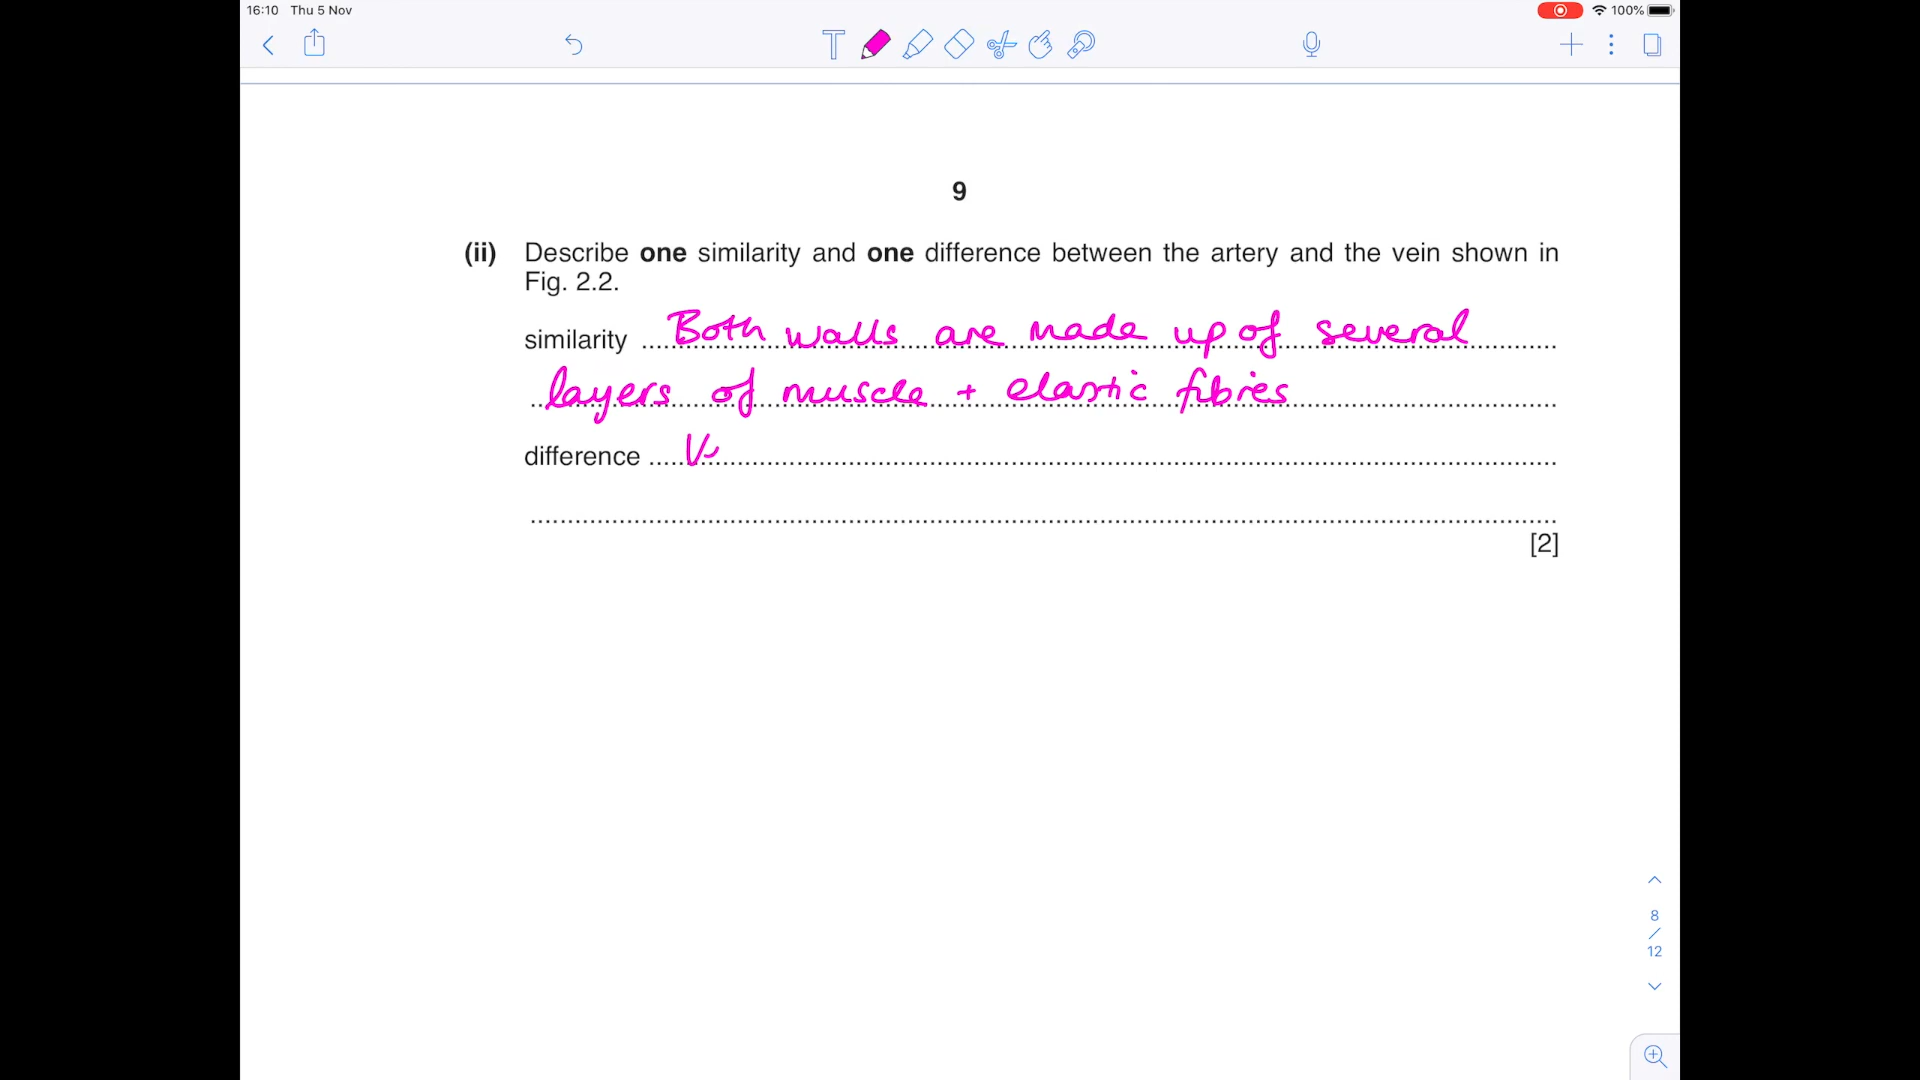 16:10 Thu 5 Nov
100%
T
9
(ii) Describe one similarity and one difference between the artery and the vein shown in
Fig. 2.2.
similarity Both walls are made up of several
layers of muscle + elastic fibres
difference
[2]
8
/
12